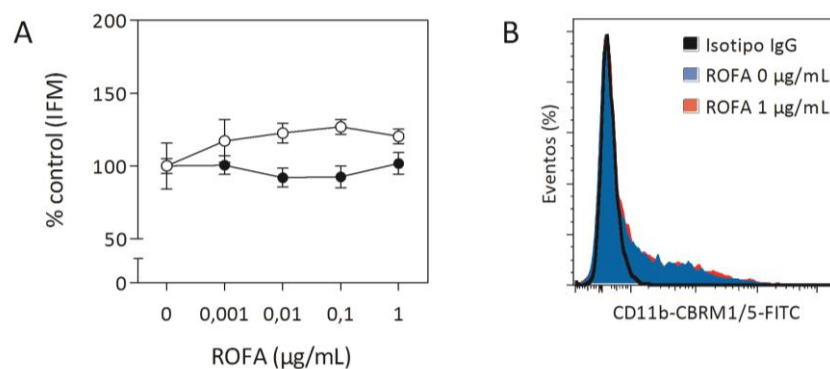 A
200
150
100
50
0
% control (IFM)
0 0,001 0,01 0,1 1
ROFA (µg/mL)
B
Isotipo IgG
ROFA 0 µg/mL
ROFA 1 µg/mL
Eventos (%)
CD11b-CBRM1/5-FITC